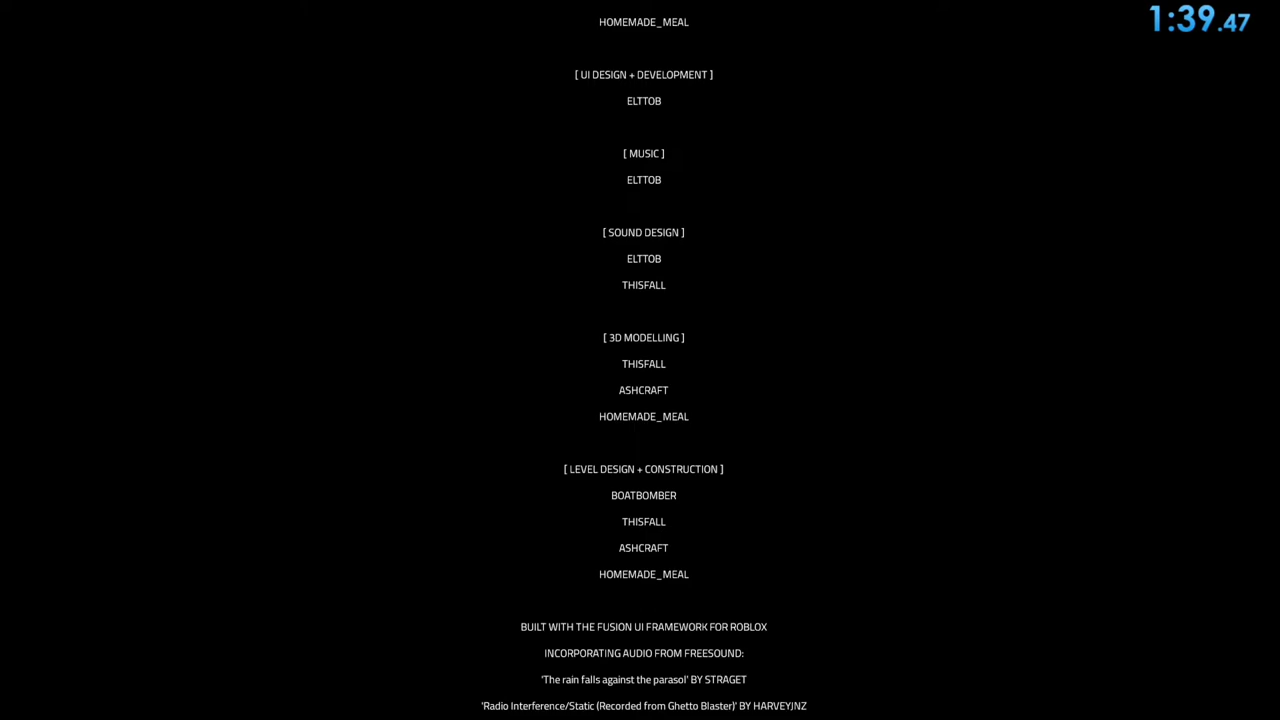 1:39.47
HOMEMADE_MEAL
[ UI DESIGN + DEVELOPMENT ]
ELTTOB
[ MUSIC ]
ELTTOB
[ SOUND DESIGN ]
ELTTOB
THISFALL
[ 3D MODELLING ]
THISFALL
ASHCRAFT
HOMEMADE_MEAL
[ LEVEL DESIGN + CONSTRUCTION ]
BOATBOMBER
THISFALL
ASHCRAFT
HOMEMADE_MEAL
BUILT WITH THE FUSION UI FRAMEWORK FOR ROBLOX
INCORPORATING AUDIO FROM FREESOUND:
'The rain falls against the parasol' BY STRAGET
'Radio Interference/Static (Recorded from Ghetto Blaster)' BY HARVEYJNZ